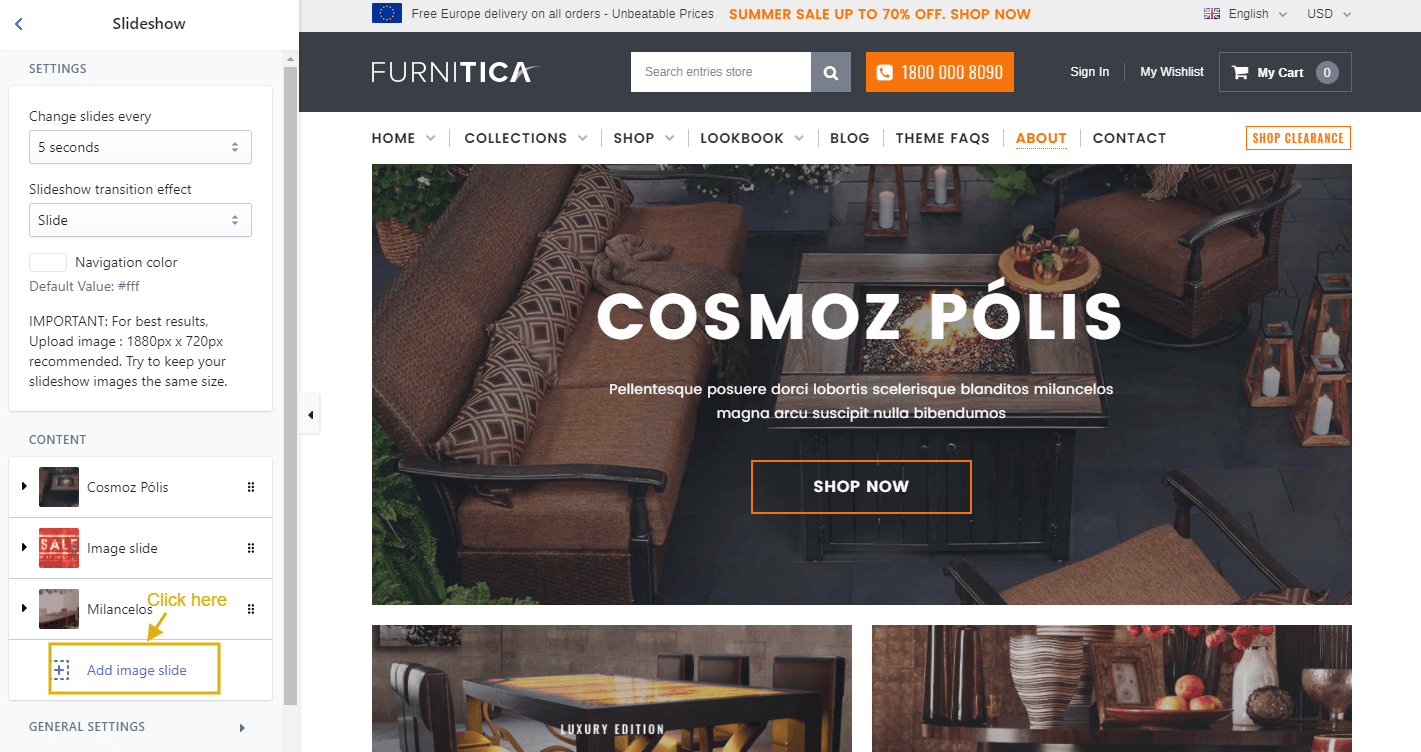 Slideshow
SETTINGS
Change slides every
5 seconds
Slideshow transition effect
Slide
Navigation color
Default Value: #fff
IMPORTANT: For best results,
Upload image : 1880px x 720px
recommended. Try to keep your
slideshow images the same size.
CONTENT
Cosmoz Pólis
SALE
Image slide
Milancelos
Click here
Add image slide
GENERAL SETTINGS
Free Europe delivery on all orders - Unbeatable Prices SUMMER SALE UP TO 70% OFF. SHOP NOW English USD
FURNITICA Search entries store 1800 000 8090 Sign In My Wishlist My Cart 0
HOME COLLECTIONS SHOP LOOKBOOK BLOG THEME FAQS ABOUT CONTACT SHOP CLEARANCE
COSMOZ PÓLIS
Pellentesque posuere dorci lobortis scelerisque blanditos milancelos
magna arcu suscipit nulla bibendumos
SHOP NOW
LUXURY EDITION